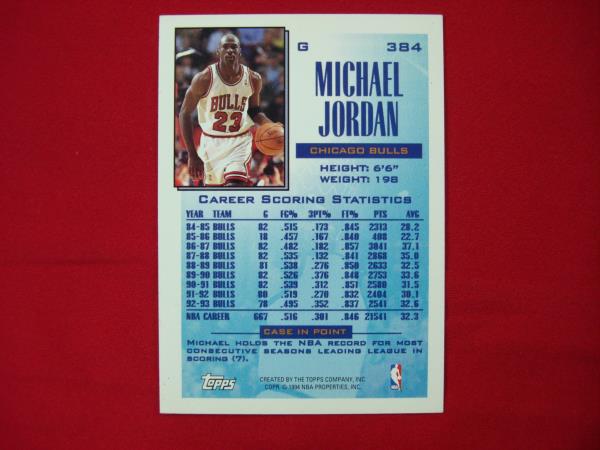 G 384
MICHAEL
JORDAN
CHICAGO BULLS
HEIGHT: 6'6"
WEIGHT: 198
BULLS
23
CAREER SCORING STATISTICS
YEAR TEAM G FG% 3PT% FT% PTS AVG
84-85 BULLS 82 .515 .173 .845 2313 28.2
85-86 BULLS 18 .457 .167 .840 408 22.7
86-87 BULLS 82 .482 .182 .857 3041 37.1
87-88 BULLS 82 .535 .132 .841 2868 35.0
88-89 BULLS 81 .538 .276 .850 2633 32.5
89-90 BULLS 82 .526 .376 .848 2753 33.6
90-91 BULLS 82 .539 .312 .851 2580 31.5
91-92 BULLS 80 .519 .270 .832 2404 30.1
92-93 BULLS 78 .495 .352 .837 2541 32.6
NBA CAREER 667 .516 .301 .846 21541 32.3
CASE IN POINT
MICHAEL HOLDS THE NBA RECORD FOR MOST
CONSECUTIVE SEASONS LEADING LEAGUE IN
SCORING (7).
Topps
CREATED BY THE TOPPS COMPANY, INC.
COPR. © 1994 NBA PROPERTIES, INC.
NBA